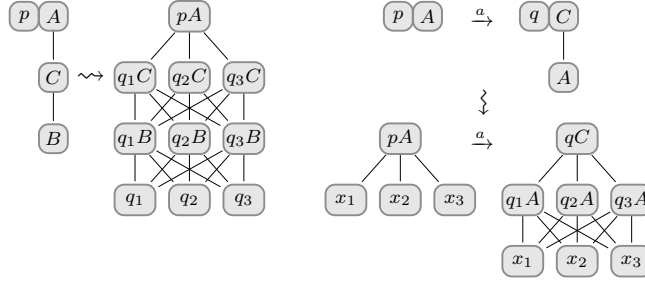 p A
C
B
⇝
pA
q₁C q₂C q₃C
q₁B q₂B q₃B
q₁ q₂ q₃
p A →ᵃ q C
A
⇝
pA →ᵃ qC
x₁ x₂ x₃
q₁A q₂A q₃A
x₁ x₂ x₃